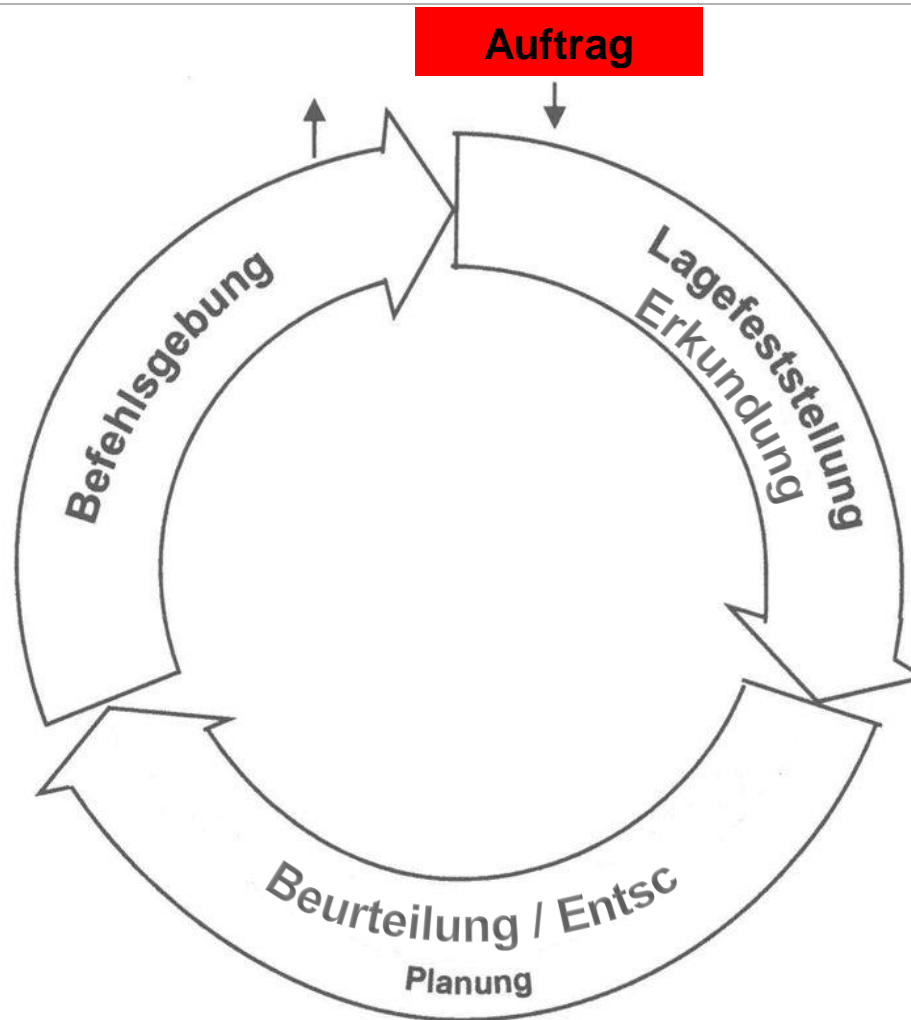 Auftrag
Lagefeststellung
Erkundung
Beurteilung / Entsc
Planung
Befehlsgebung